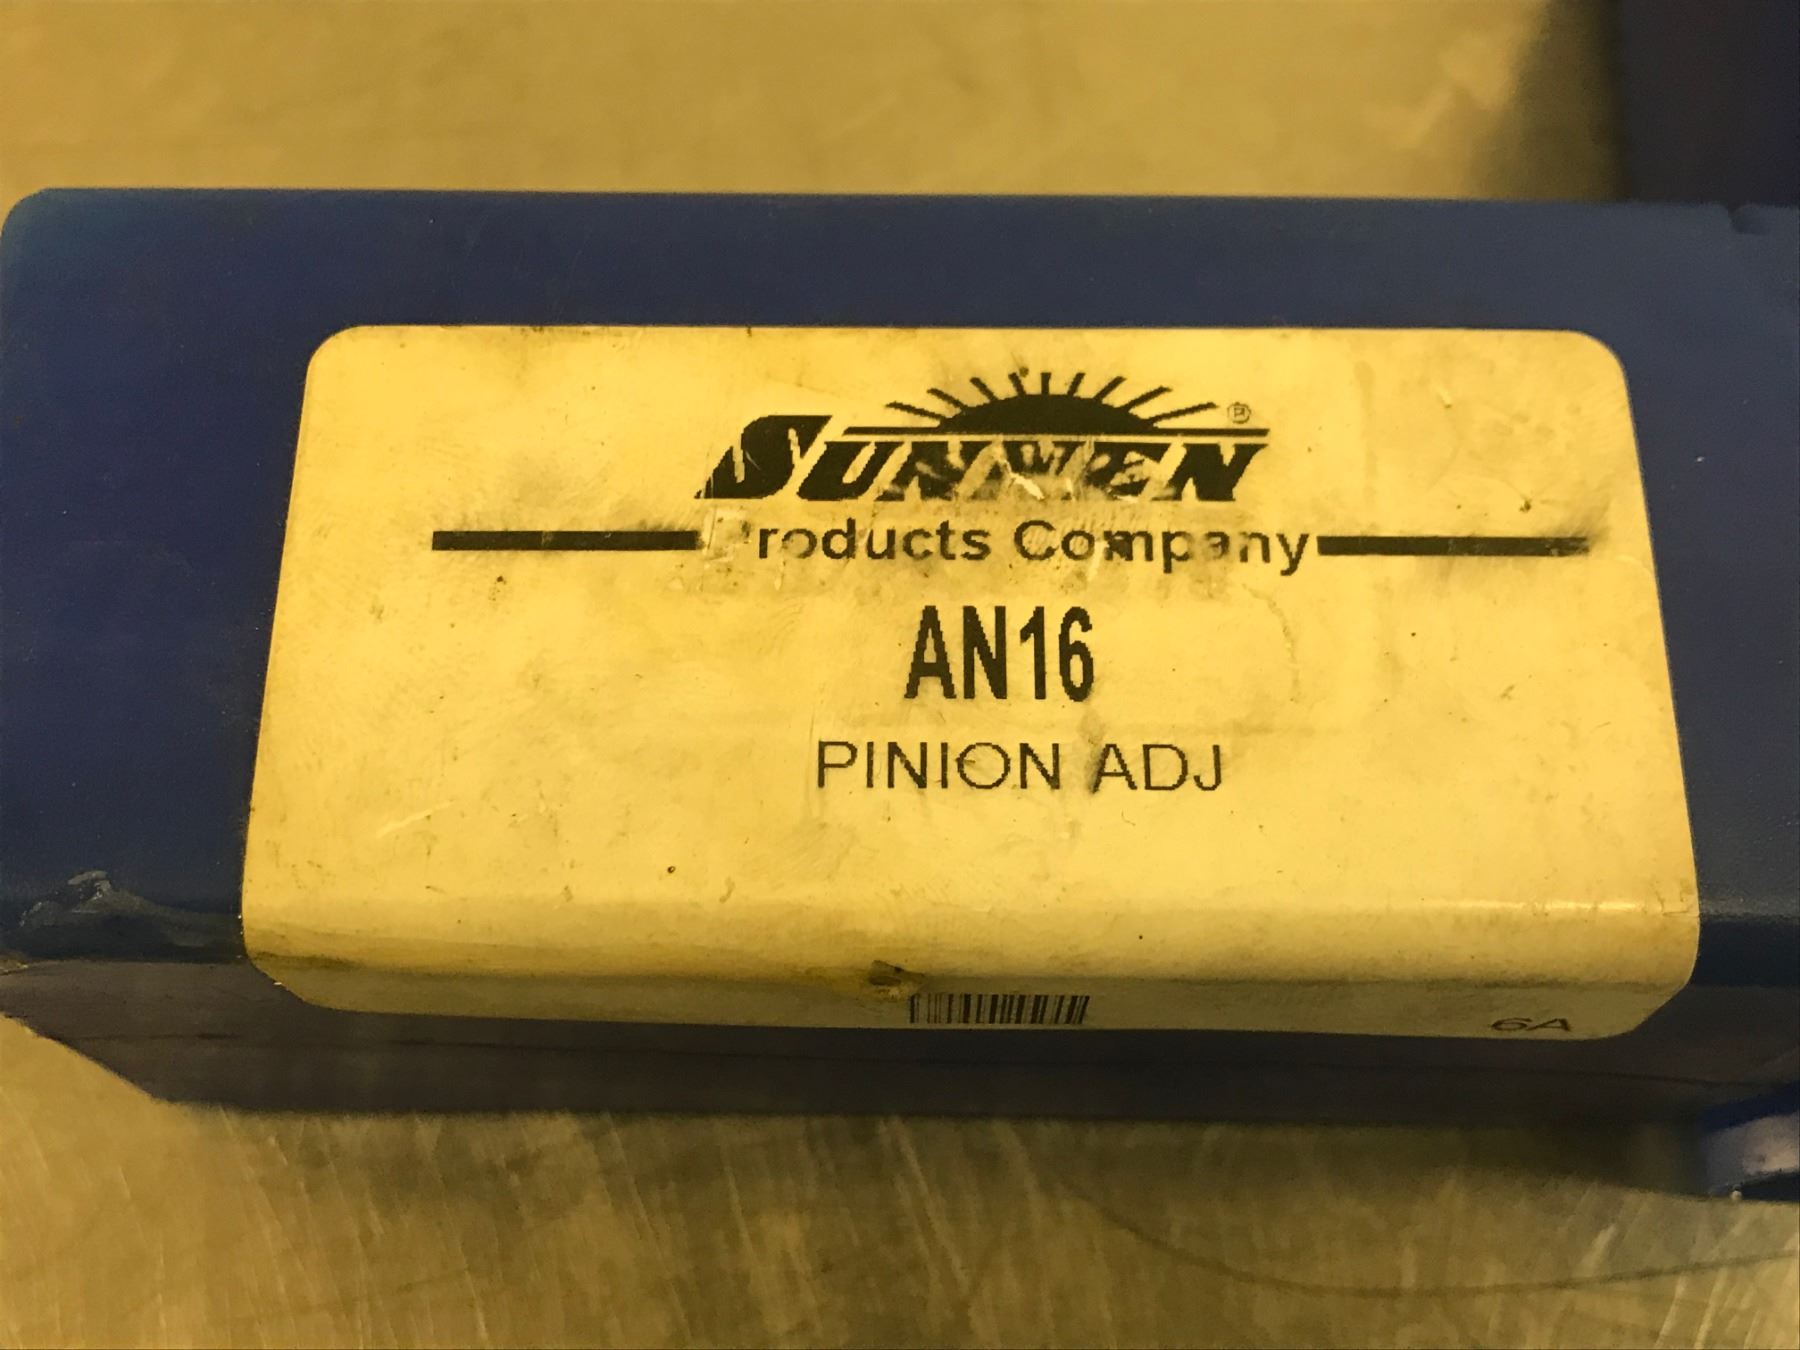 SUNNEN®
Products Company
AN16
PINION ADJ
6A